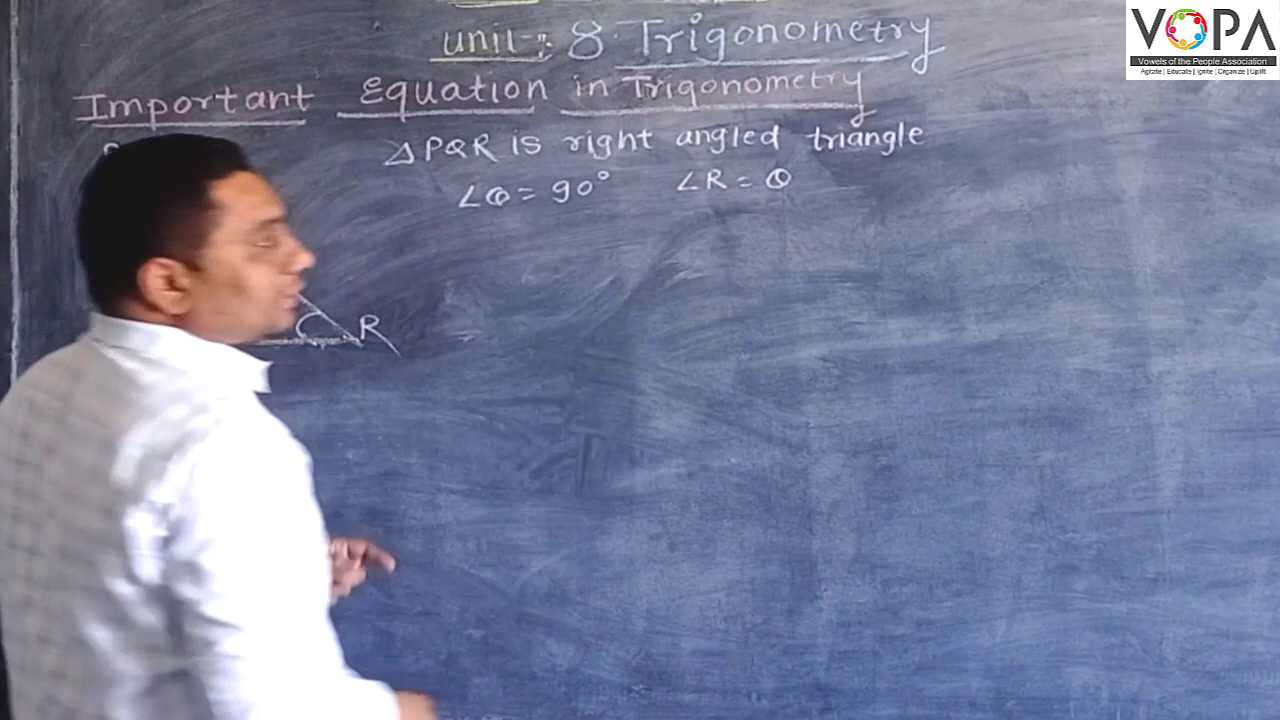 unit-: 8. Trigonometry
Important Equation in Trigonometry
△PQR is right angled triangle
∠Q = 90° ∠R = θ
R
VOPA
Vowels of the People Association
Agitate | Educate | Ignite | Organize | Uplift